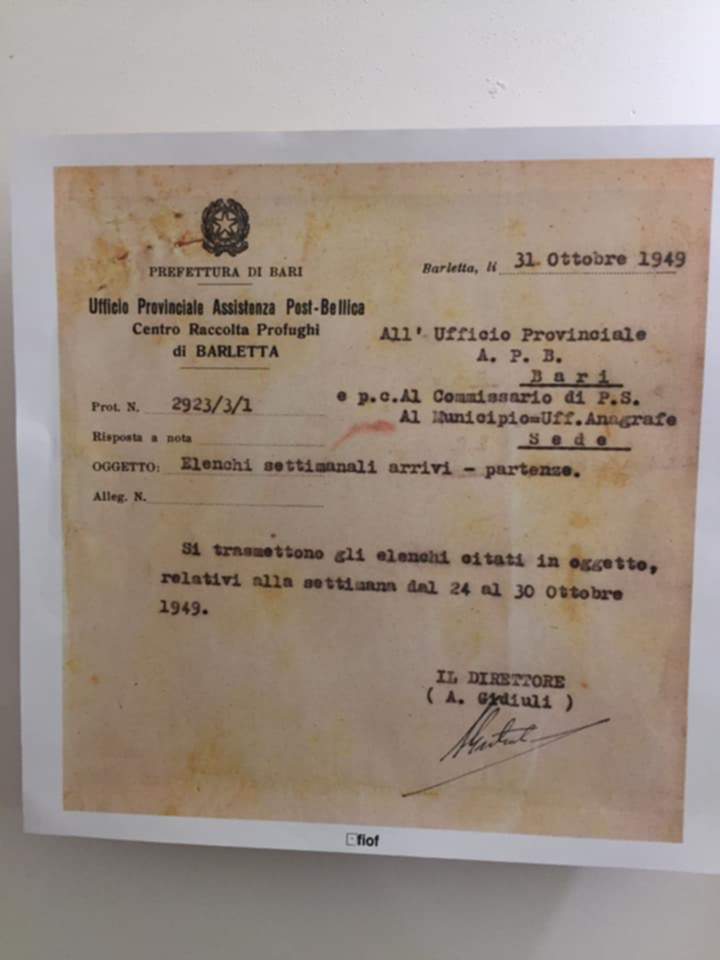 PREFETTURA DI BARI
Ufficio Provinciale Assistenza Post-Bellica
Centro Raccolta Profughi
di BARLETTA
Barletta, li 31 Ottobre 1949
All' Ufficio Provinciale
A. P. B.
Bari
e p.c.Al Commissario di P.S.
Al Municipio=Uff.Anagrafe
Sede
Prot. N. 2923/3/1
Risposta a nota
OGGETTO: Elenchi settimanali arrivi - partenze.
Alleg. N.
Si trasmettono gli elenchi citati in oggetto,
relativi alla settimana dal 24 al 30 Ottobre
1949.
IL DIRETTORE
( A. Gidiuli )
fiof